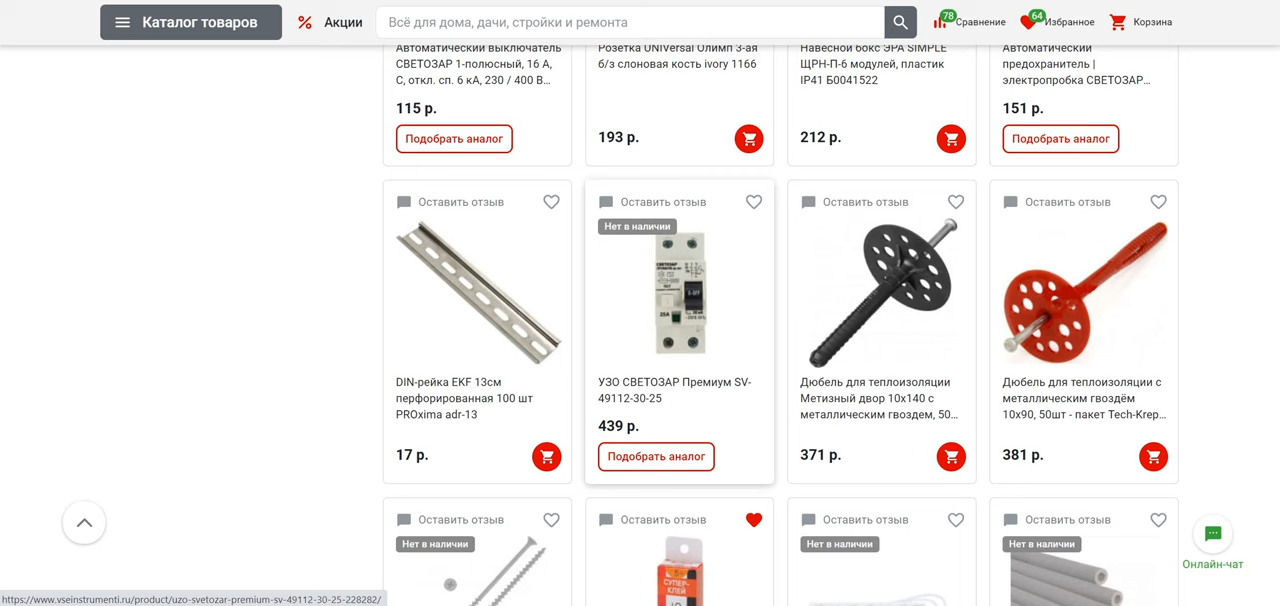 Каталог товаров
Акции
Всё для дома, дачи, стройки и ремонта
78
Сравнение
64
Избранное
Корзина
Автоматический выключатель
СВЕТОЗАР 1-полюсный, 16 А,
C, откл. сп. 6 кА, 230 / 400 В...
115 р.
Подобрать аналог
Розетка UNIVersal Олимп 3-ая
б/з слоновая кость ivory 1166
193 р.
Навесной бокс ЭРА SIMPLE
ЩРН-П-6 модулей, пластик
IP41 Б0041522
212 р.
Автоматический
предохранитель |
электропробка СВЕТОЗАР...
151 р.
Подобрать аналог
Оставить отзыв
DIN-рейка EKF 13см
перфорированная 100 шт
PROxima adr-13
17 р.
Оставить отзыв
Нет в наличии
СВЕТОЗАР
25A
УЗО СВЕТОЗАР Премиум SV-
49112-30-25
439 р.
Подобрать аналог
Оставить отзыв
Дюбель для теплоизоляции
Метизный двор 10х140 с
металлическим гвоздем, 50...
371 р.
Оставить отзыв
Дюбель для теплоизоляции с
металлическим гвоздём
10х90, 50шт - пакет Tech-Krep...
381 р.
Оставить отзыв
Нет в наличии
Оставить отзыв
СУПЕР-
КЛЕЙ
Оставить отзыв
Нет в наличии
Оставить отзыв
Нет в наличии
Онлайн-чат
https://www.vseinstrumenti.ru/product/uzo-svetozar-premium-sv-49112-30-25-228282/